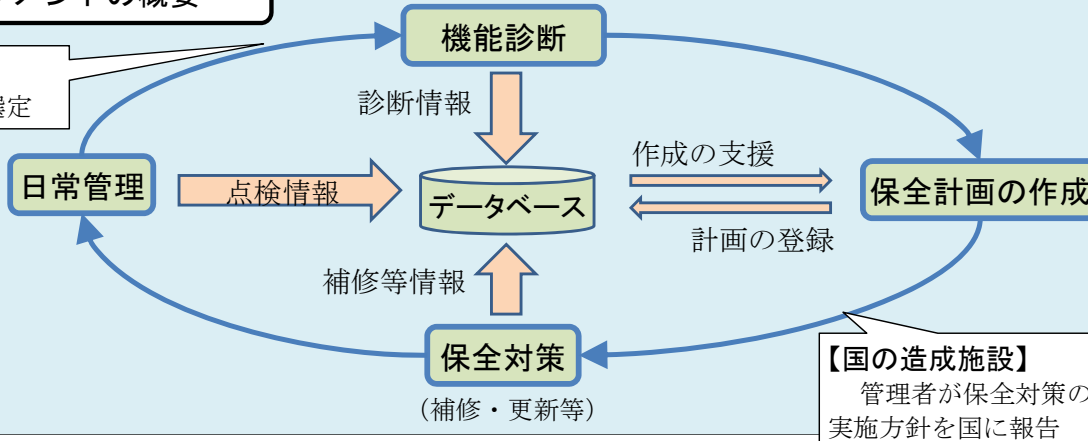 機能診断
定
診断情報
作成の支援
日常管理
点検情報
データベース
保全計画の作成
計画の登録
補修等情報
保全対策
(補修・更新等)
【国の造成施設】
管理者が保全対策の
実施方針を国に報告